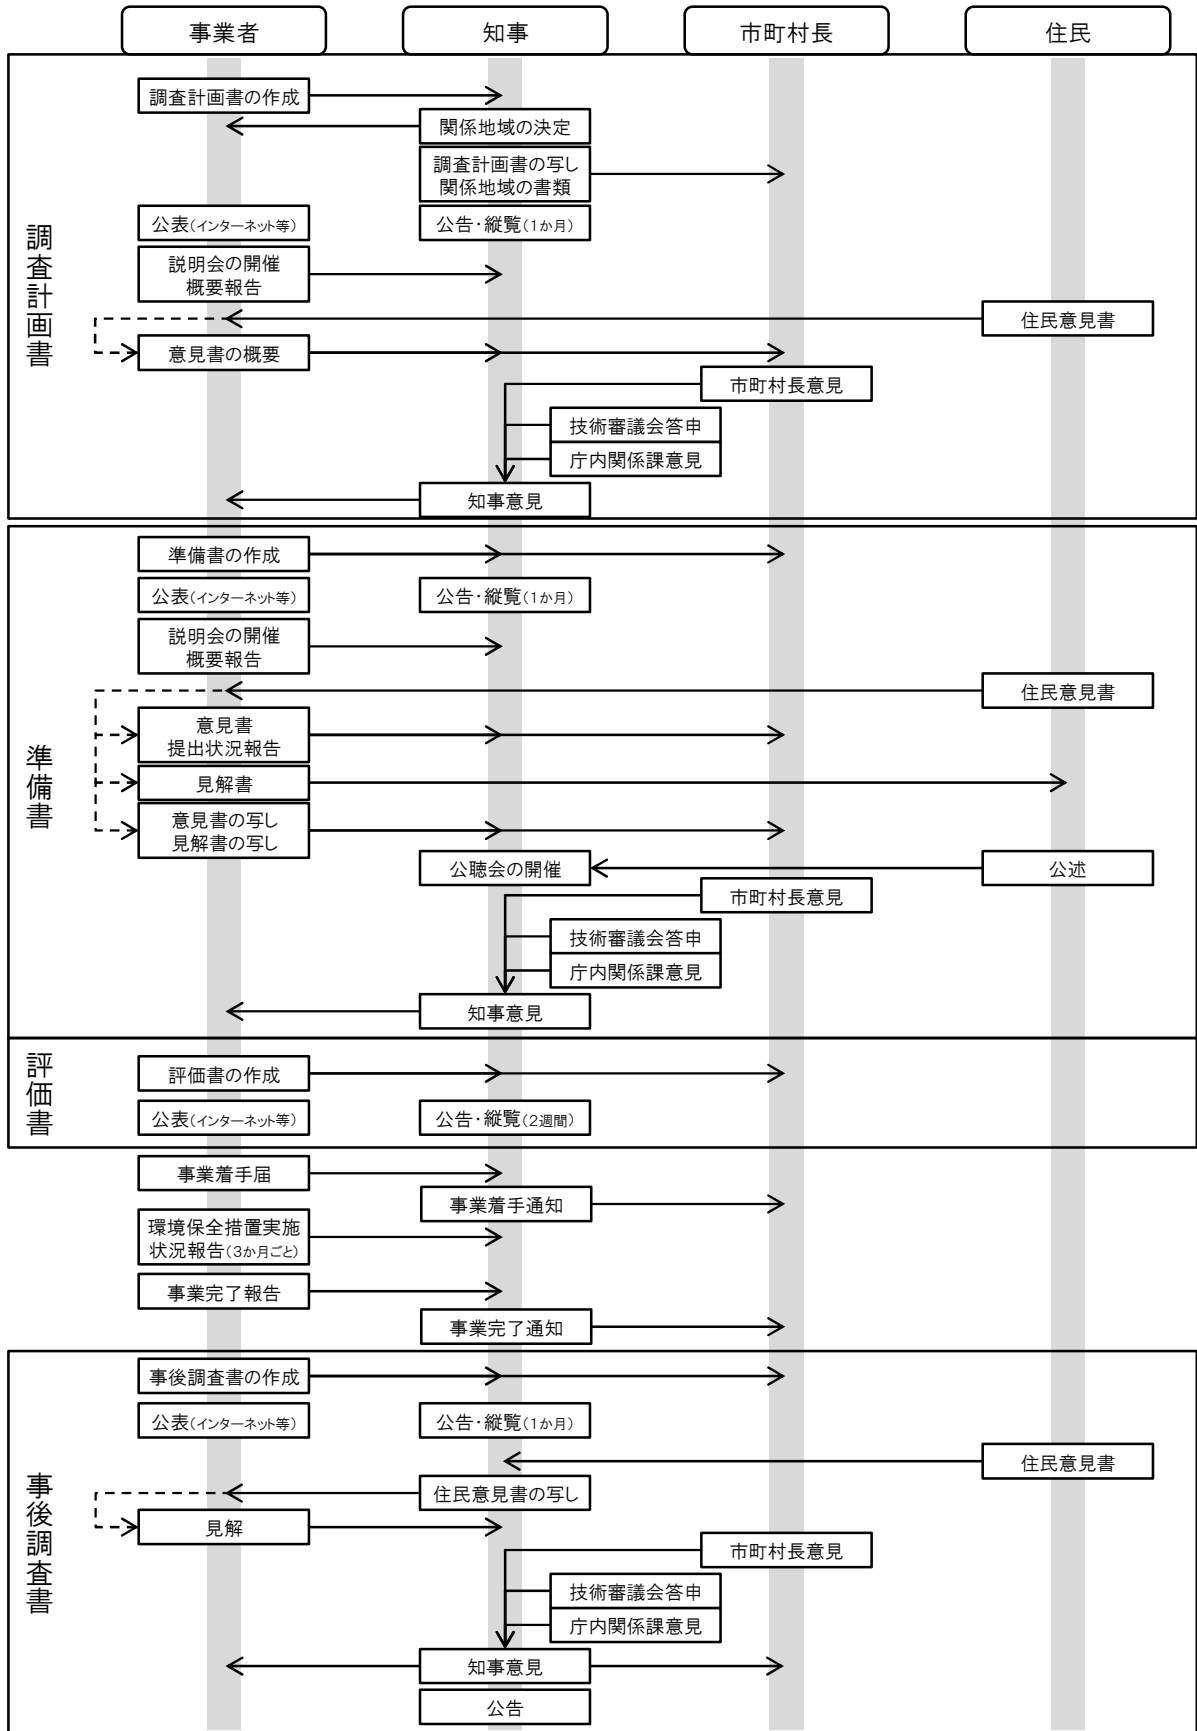 事業者
知事
市町村長
住民
調査計画書
調査計画書の作成
関係地域の決定
調査計画書の写し
関係地域の書類
公表(インターネット等)
公告・縦覧(1か月)
説明会の開催
概要報告
住民意見書
意見書の概要
市町村長意見
技術審議会答申
庁内関係課意見
知事意見
準備書
準備書の作成
公表(インターネット等)
公告・縦覧(1か月)
説明会の開催
概要報告
住民意見書
意見書
提出状況報告
見解書
意見書の写し
見解書の写し
公聴会の開催
公述
市町村長意見
技術審議会答申
庁内関係課意見
知事意見
評価書
評価書の作成
公表(インターネット等)
公告・縦覧(2週間)
事業着手届
事業着手通知
環境保全措置実施
状況報告(3か月ごと)
事業完了報告
事業完了通知
事後調査書
事後調査書の作成
公表(インターネット等)
公告・縦覧(1か月)
住民意見書
住民意見書の写し
見解
市町村長意見
技術審議会答申
庁内関係課意見
知事意見
公告